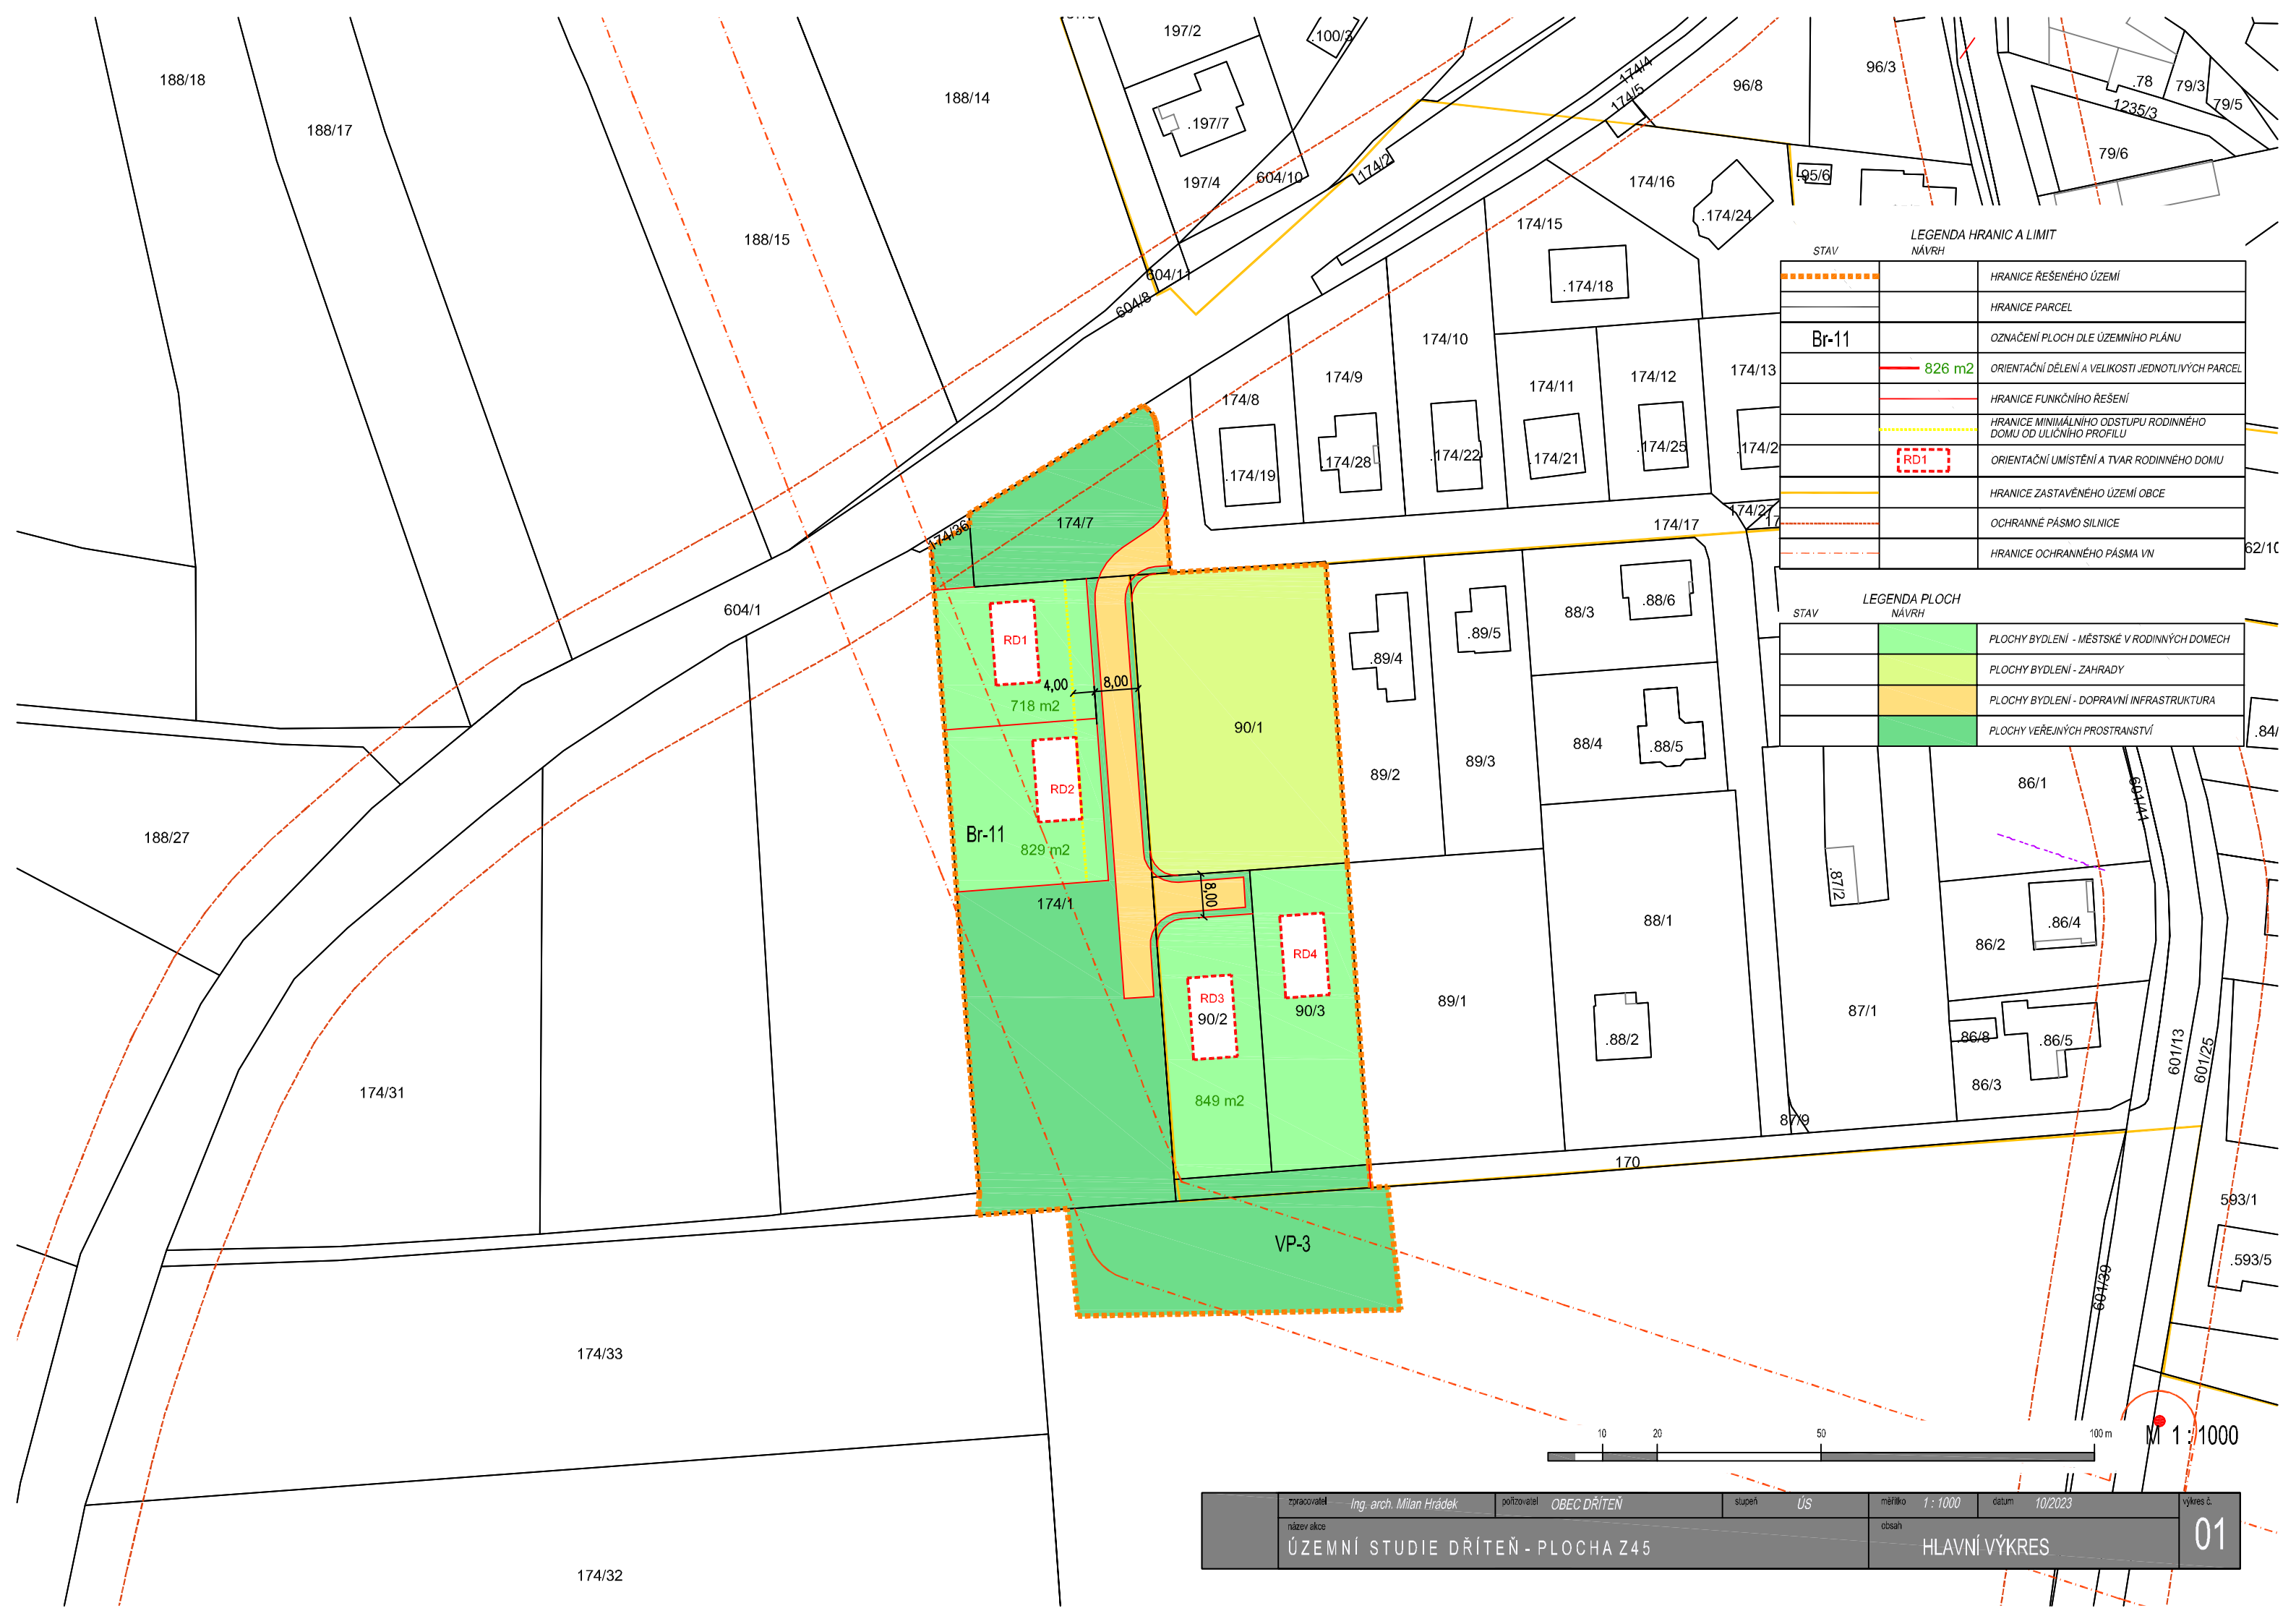 188/18
188/17
188/14
188/15
197/2
.100/3
.197/7
197/4
604/10
174/2
604/11
604/8
174/4
174/5
96/8
96/3
.78
79/3
79/5
1235/3
79/6
.95/6
174/16
.174/24
174/15
.174/18
174/10
174/9
174/8
174/11
174/12
174/13
.174/19
.174/28
.174/22
.174/21
.174/25
174/17
174/27
LEGENDA HRANIC A LIMIT
STAV NÁVRH
HRANICE ŘEŠENÉHO ÚZEMÍ
HRANICE PARCEL
Br-11 OZNAČENÍ PLOCH DLE ÚZEMNÍHO PLÁNU
826 m2 ORIENTAČNÍ DĚLENÍ A VELIKOSTI JEDNOTLIVÝCH PARCEL
HRANICE FUNKČNÍHO ŘEŠENÍ
HRANICE MINIMÁLNÍHO ODSTUPU RODINNÉHO
DOMU OD ULIČNÍHO PROFILU
RD1 ORIENTAČNÍ UMÍSTĚNÍ A TVAR RODINNÉHO DOMU
HRANICE ZASTAVĚNÉHO ÚZEMÍ OBCE
OCHRANNÉ PÁSMO SILNICE
HRANICE OCHRANNÉHO PÁSMA VN
62/10
LEGENDA PLOCH
STAV NÁVRH
PLOCHY BYDLENÍ - MĚSTSKÉ V RODINNÝCH DOMECH
PLOCHY BYDLENÍ - ZAHRADY
PLOCHY BYDLENÍ - DOPRAVNÍ INFRASTRUKTURA
PLOCHY VEŘEJNÝCH PROSTRANSTVÍ
174/7
174/36
604/1
RD1
4,00
8,00
718 m2
RD2
Br-11
829 m2
174/1
90/1
8,00
RD3
90/2
RD4
90/3
849 m2
VP-3
.89/4
.89/5
88/3
.88/6
88/4
.88/5
89/2
89/3
89/1
88/1
.88/2
.87/2
87/1
87/9
86/1
601/41
.84/
86/2
.86/4
.86/8
.86/5
86/3
601/13
601/25
170
593/1
.593/5
601/39
188/27
174/31
174/33
174/32
10 20 50 100 m
M 1 : 1000
zpracovatel Ing. arch. Milan Hrádek pořizovatel OBEC DŘÍTEŇ stupeň ÚS měřítko 1 : 1000 datum 10/2023 výkres č.
název akce obsah
ÚZEMNÍ STUDIE DŘÍTEŇ - PLOCHA Z45 HLAVNÍ VÝKRES 01